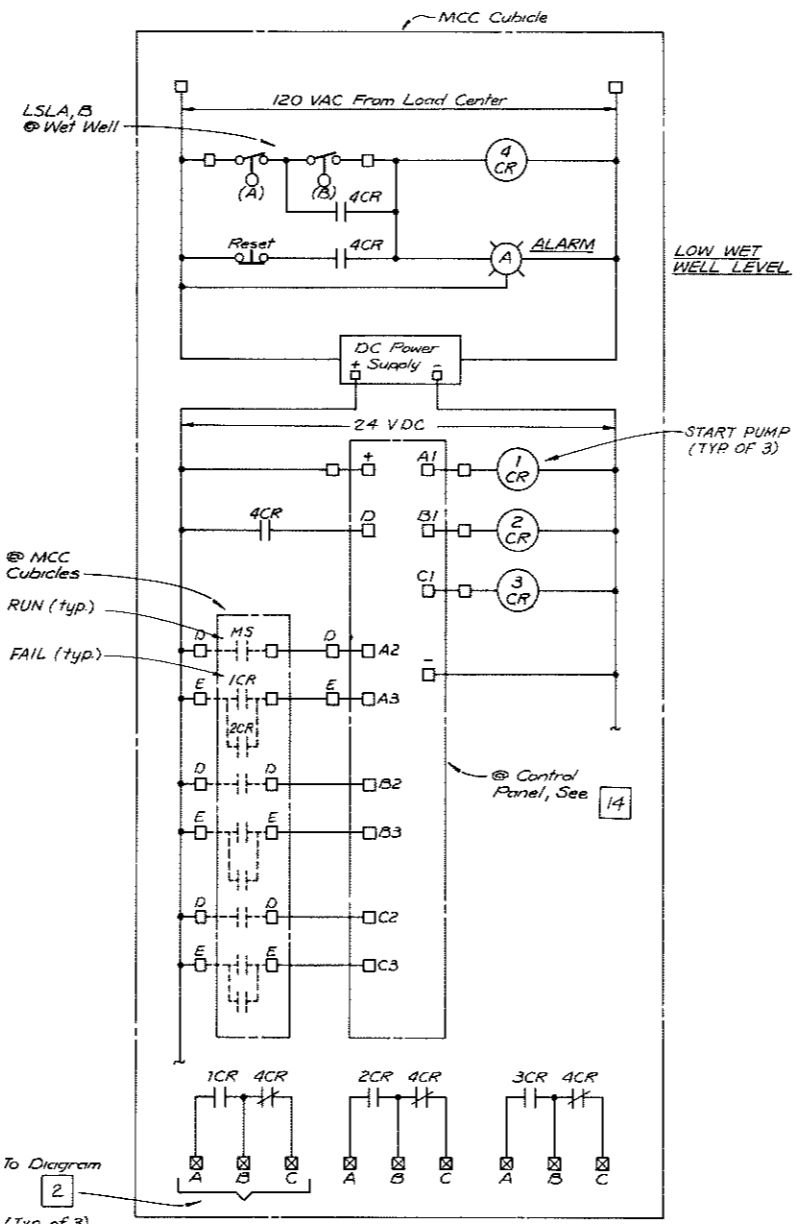 MCC Cubicle
120 VAC From Load Center
LSLA, B
@ Wet Well
(A)
(B)
4
CR
4CR
Reset
4CR
A
ALARM
LOW WET
WELL LEVEL
DC Power
Supply
+
-
24 VDC
START PUMP
(TYP. OF 3)
+
A1
1
CR
4CR
D
B1
2
CR
@ MCC
Cubicles
C1
3
CR
RUN (typ.)
D
MS
D
A2
FAIL (typ.)
-
E
1CR
E
A3
2CR
@ Control
Panel, See
14
D
D
B2
E
E
B3
D
D
C2
E
E
C3
1CR
4CR
2CR
4CR
3CR
4CR
A
B
C
A
B
C
A
B
C
To Diagram
2
(Typ. of 3)